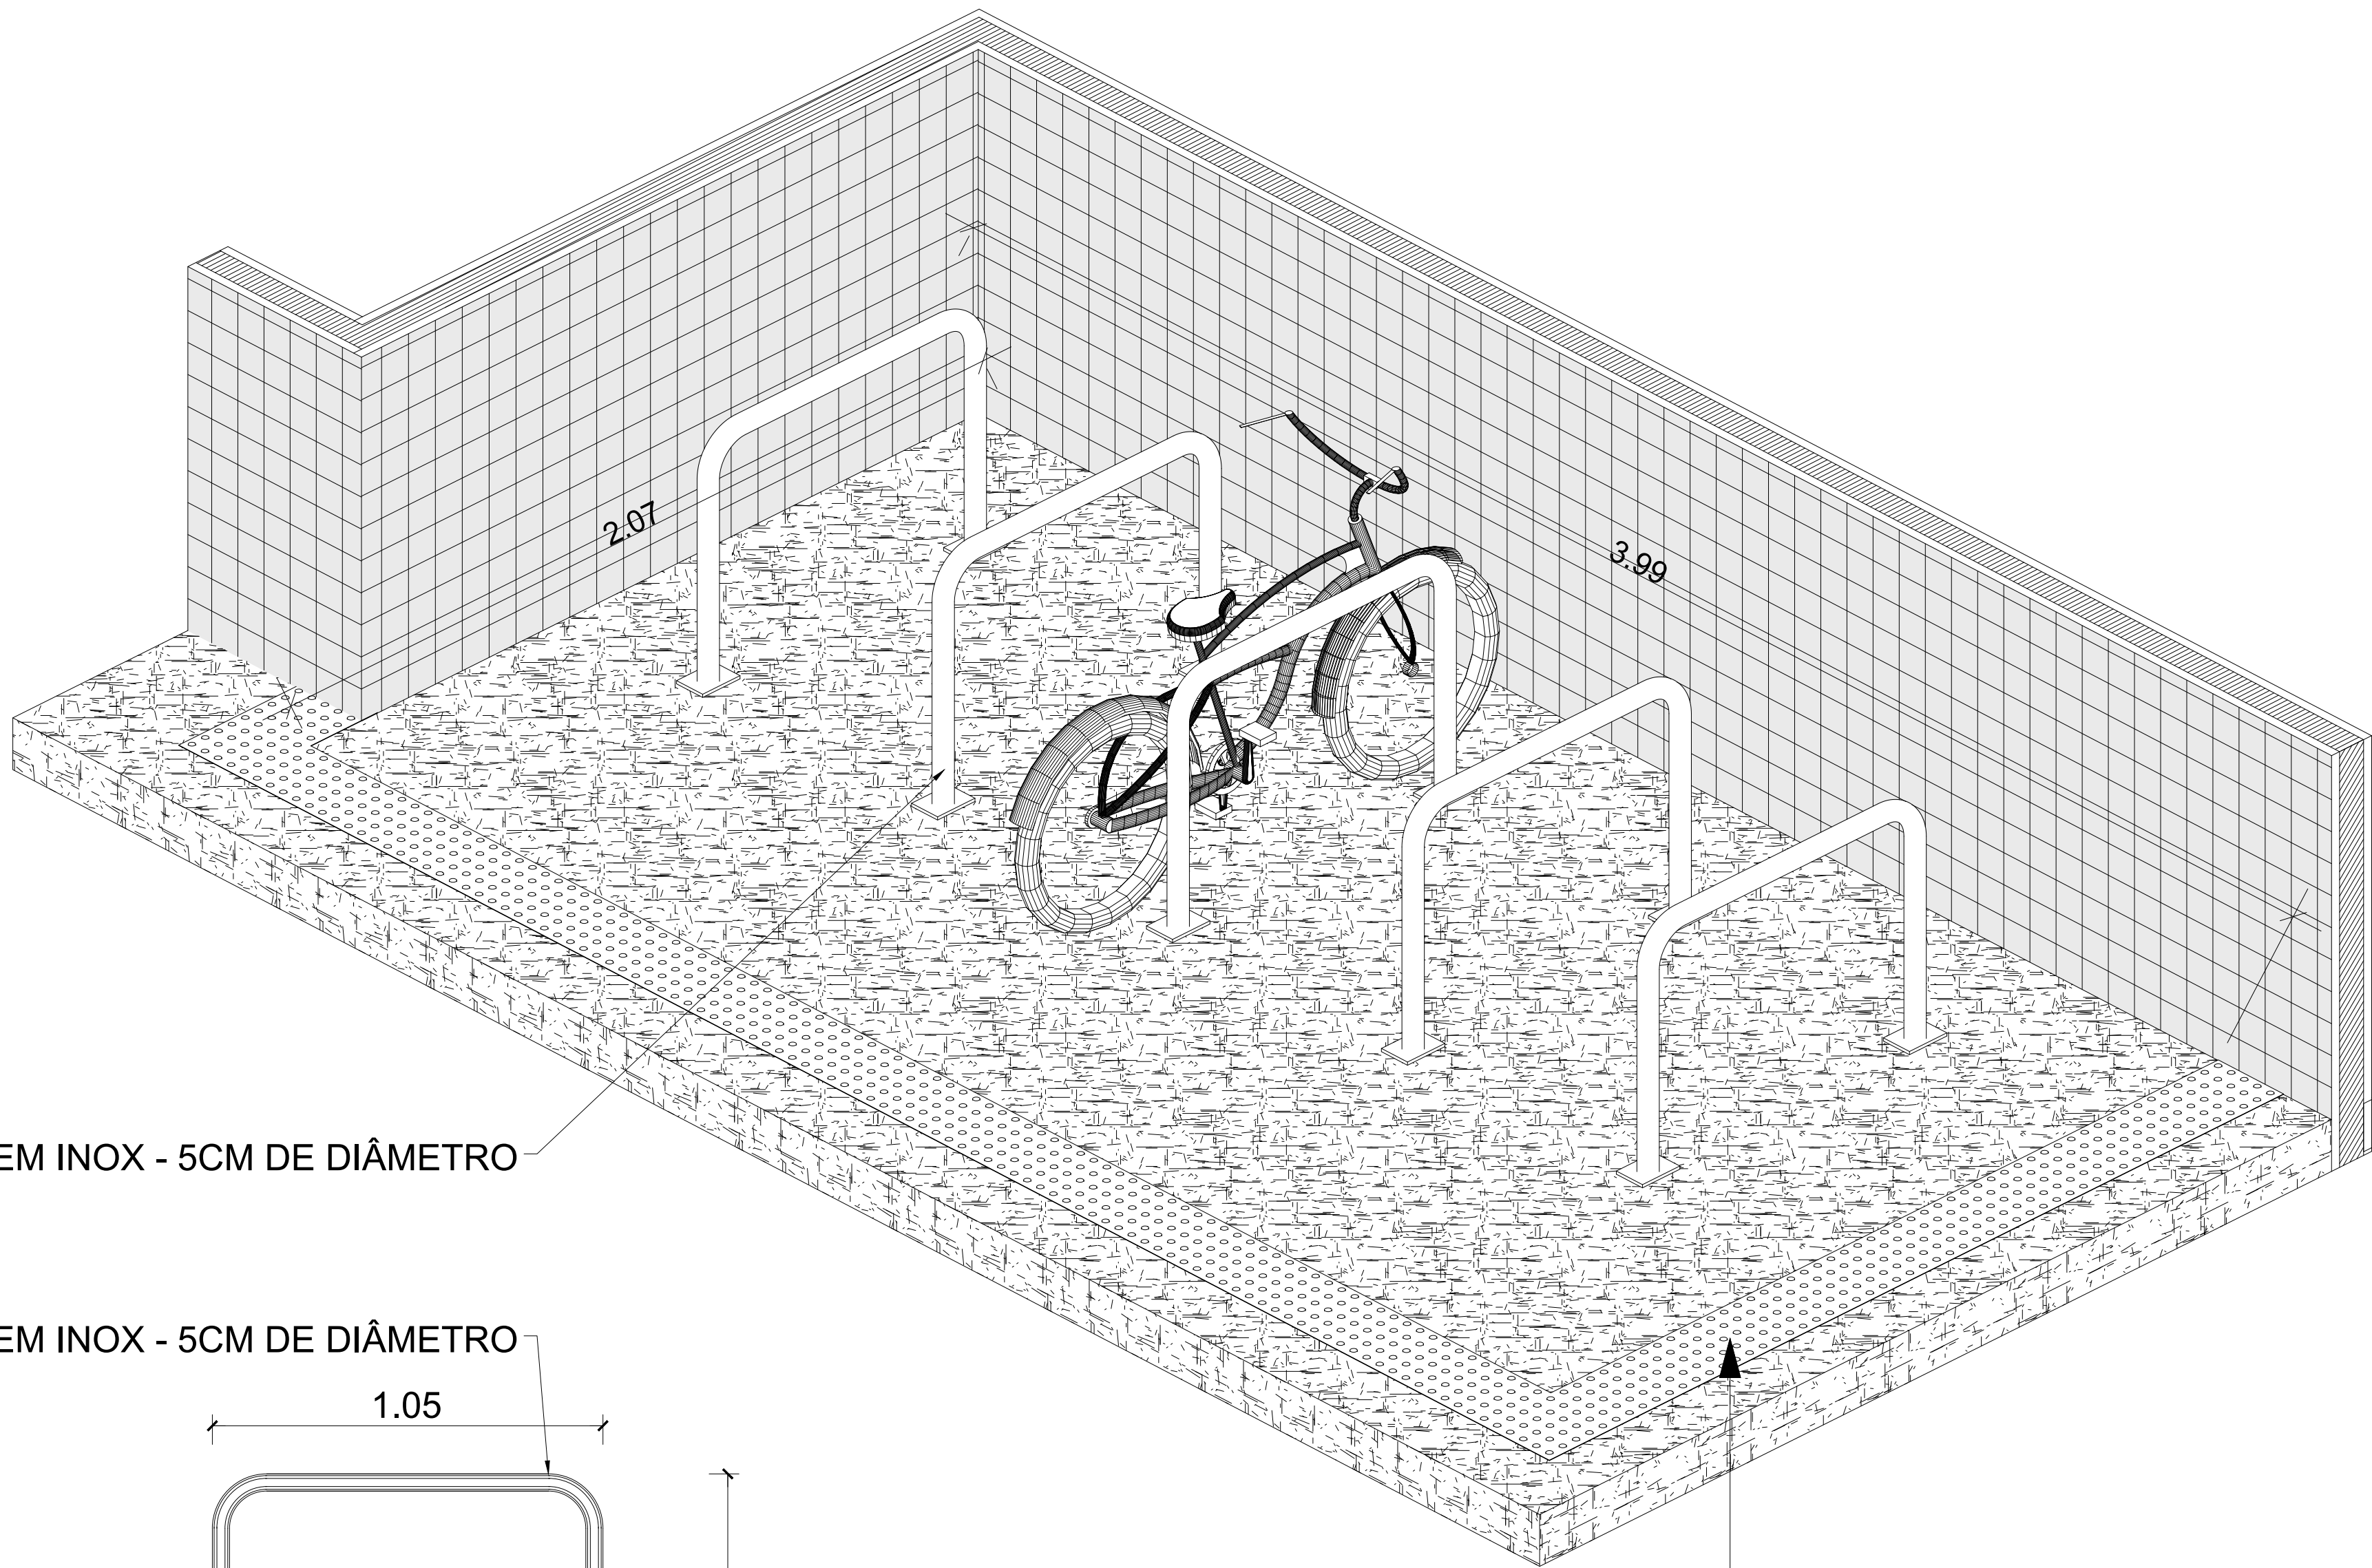 2.07
3.99
EM INOX - 5CM DE DIÂMETRO
EM INOX - 5CM DE DIÂMETRO
1.05